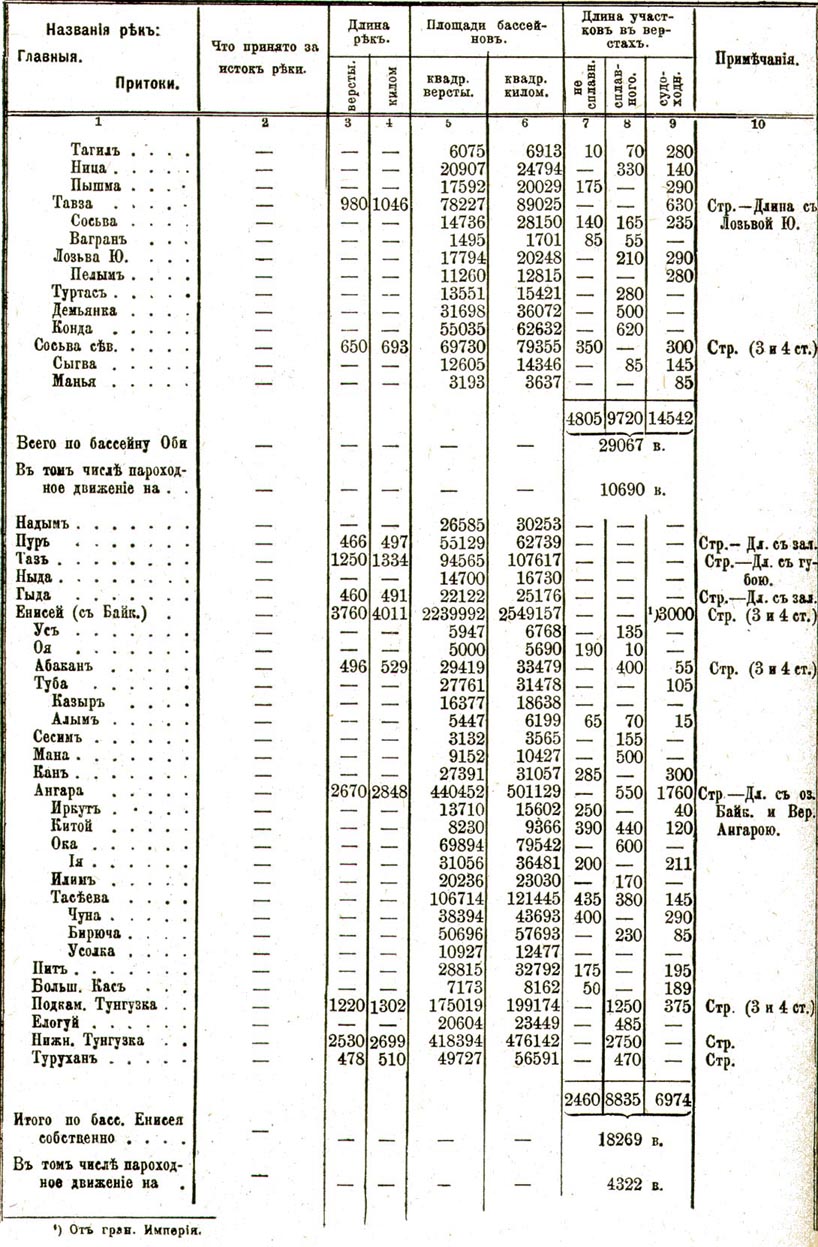 Названія рѣкъ: Что принято за истокъ рѣки. Длина рѣкъ. Площади бассейновъ. Длина участковъ въ верстахъ. Примѣчанія.
Главныя. Притоки. версты. килом квадр. версты. квадр. килом. не сплавн. сплавного. судоходн.
1 2 3 4 5 6 7 8 9 10
Тагилъ . . . . — — — 6075 6913 10 70 280
Ница . . . . . — — — 20907 24794 — 330 140
Пышма . . . . — — — 17592 20029 175 — 290
Тавза . . . . . — 980 1046 78227 89025 — — 630 Стр.—Длина съ
Сосьва . . . . . — — — 14736 28150 140 165 235 Лозьвой Ю.
Вагранъ . . . — — — 1495 1701 85 55 —
Лозьва Ю. . . . — — — 17794 20248 — 210 290
Пелымъ . . . . — — — 11260 12815 — — 280
Туртасъ . . . . . — — — 13551 15421 — 280 —
Демьянка . . . . — — — 31698 36072 — 500 —
Конда . . . . . — — — 55035 62632 — 620 —
Сосьва сѣв. . . . . — 650 693 69730 79355 350 — 300 Стр. (3 и 4 ст.)
Сыгва . . . . . — — — 12605 14346 — 85 145
Манья . . . . . — — — 3193 3637 — — 85
4805 9720 14542
Всего по бассейну Оби — — — — — 29067 в.
Въ томъ числѣ пароход-
ное движеніе на . . — — — — — 10690 в.
Надымъ . . . . . . . — — — 26585 30253 — — —
Пуръ . . . . . . — 466 497 55129 62739 — — — Стр.— Дл. съ зал.
Тазъ . . . . . . . . — 1250 1334 94565 107617 — — — Стр.—Дл. съ гу-
Ныда . . . . . . . . — — — 14700 16730 — — — бою.
Гыда . . . . . . — 460 491 22122 25176 — — — Стр.—Дл. съ зал.
Енисей (съ Байк.) . — 3760 4011 2239992 2549157 — — ¹)3000 Стр. (3 и 4 ст.)
Усъ . . . . . . . — — — 5947 6768 — 135 —
Оя . . . . . . — — — 5000 5690 190 10 —
Абаканъ . . . . . — 496 529 29419 33479 — 400 55 Стр. (3 и 4 ст.)
Туба . . . . . . — — — 27761 31478 — — 105
Казыръ . . . . — — — 16377 18638 — — —
Алымъ . . . . . — — — 5447 6199 65 70 15
Сесимъ . . . . . . — — — 3132 3565 — 155 —
Мана . . . . . . . — — — 9152 10427 — 500 —
Канъ . . . . . . . — — — 27391 31057 285 — 300
Ангара . . . . . — 2670 2848 440452 501129 — 550 1760 Стр.—Дл. съ оз.
Иркутъ . . . . . — — — 13710 15602 250 — 40 Байк. и Вер.
Китой . . . . . — — — 8230 9366 390 440 120 Ангарою.
Ока . . . . . . — — — 69894 79542 — 600 —
Ія . . . . . . — — — 31056 36481 200 — 211
Илимъ . . . . . — — — 20236 23030 — 170 —
Тасѣева . . . . — — — 106714 121445 435 380 145
Чуна . . . . . — — — 38394 43693 400 — 290
Бирюча . . . . — — — 50696 57693 — 230 85
Усолка . . . . — — — 10927 12477 — — —
Питъ . . . . . . . — — — 28815 32792 175 — 195
Больш. Касъ . . . — — — 7173 8162 50 — 189
Подкам. Тунгузка . . — 1220 1302 175019 199174 — 1250 375 Стр. (3 и 4 ст.)
Елогуй . . . . . . — — — 20604 23449 — 485 —
Нижн. Тунгузка . . — 2530 2699 418394 476142 — 2750 — Стр.
Туруханъ . . . . . — 478 510 49727 56591 — 470 — Стр.
2460 8835 6974
Итого по басс. Енисея
собственно . . . . — — — — — 18269 в.
Въ томъ числѣ пароход-
ное движеніе на . — — — — — 4322 в.
¹) Отъ гран. Имперія.